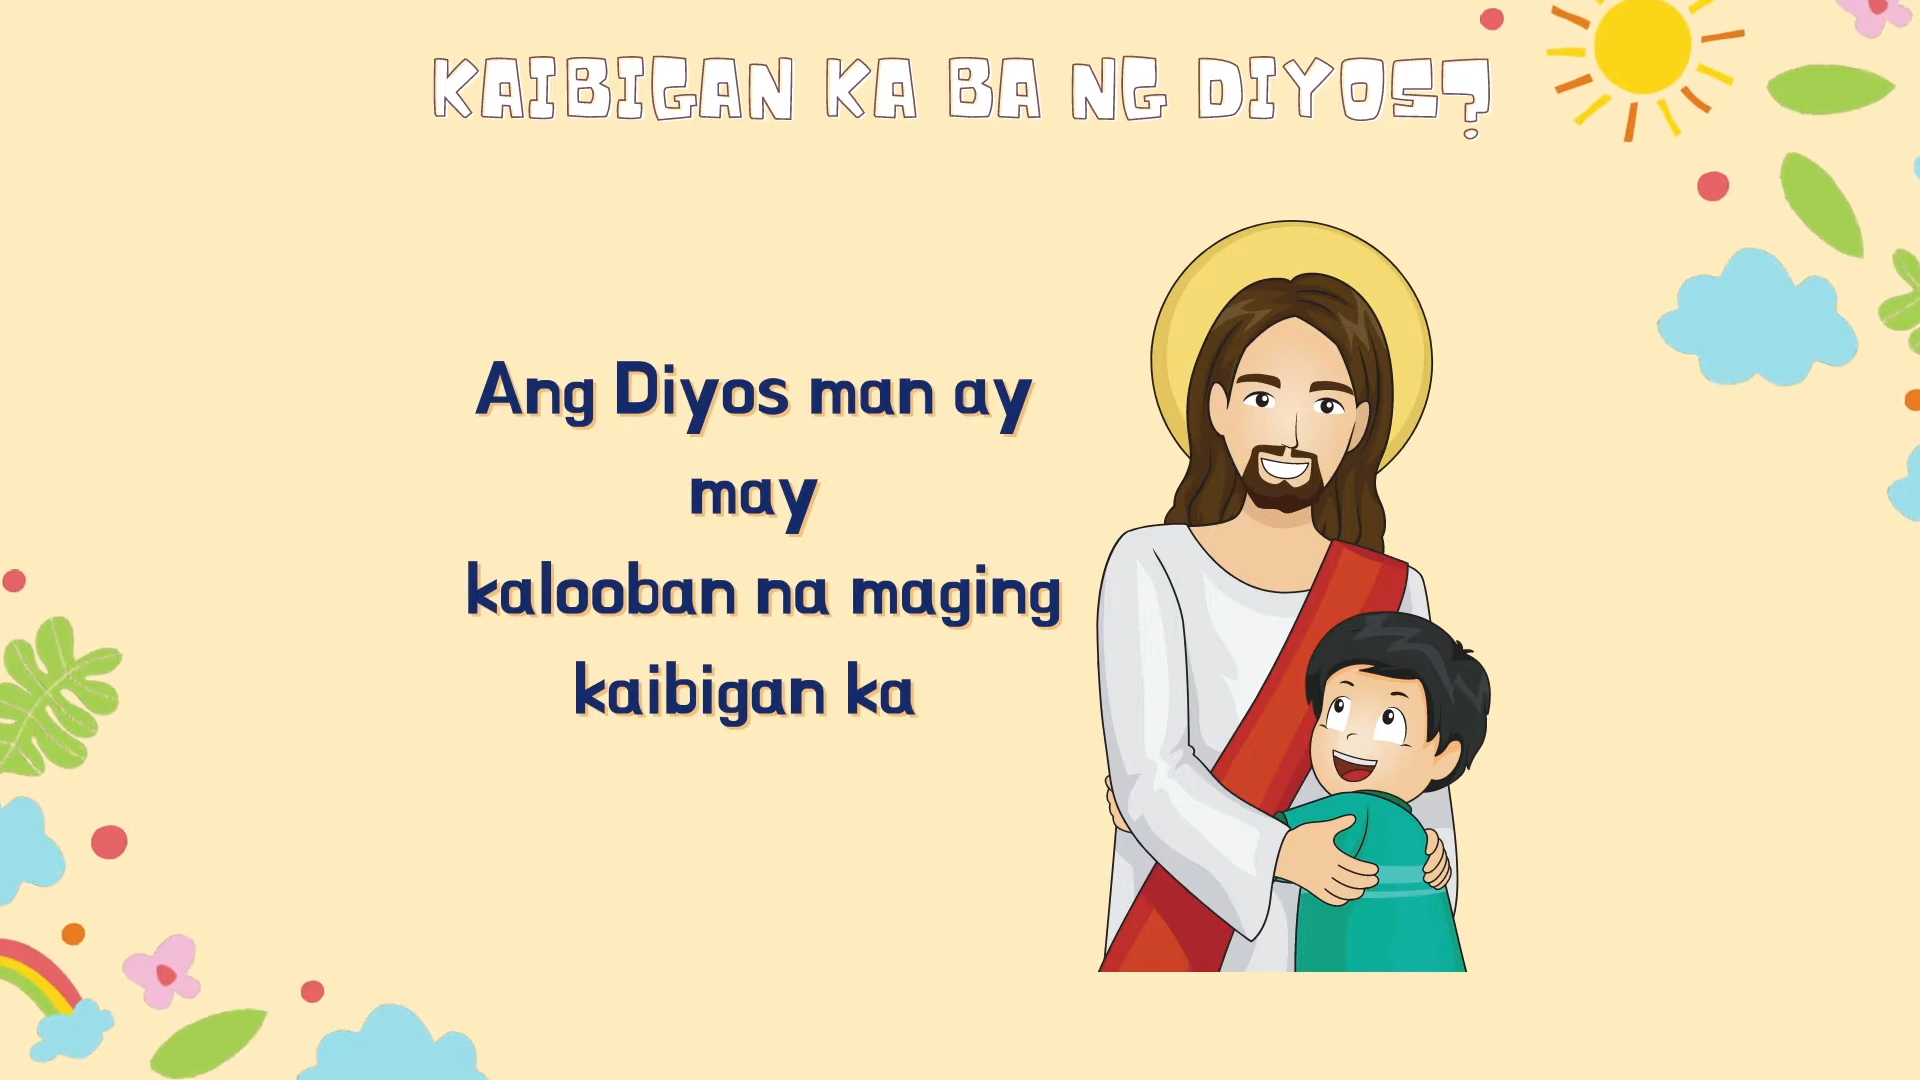 KAIBIGAN KA BA NG DIYOS?
Ang Diyos man ay
may
kalooban na maging
kaibigan ka